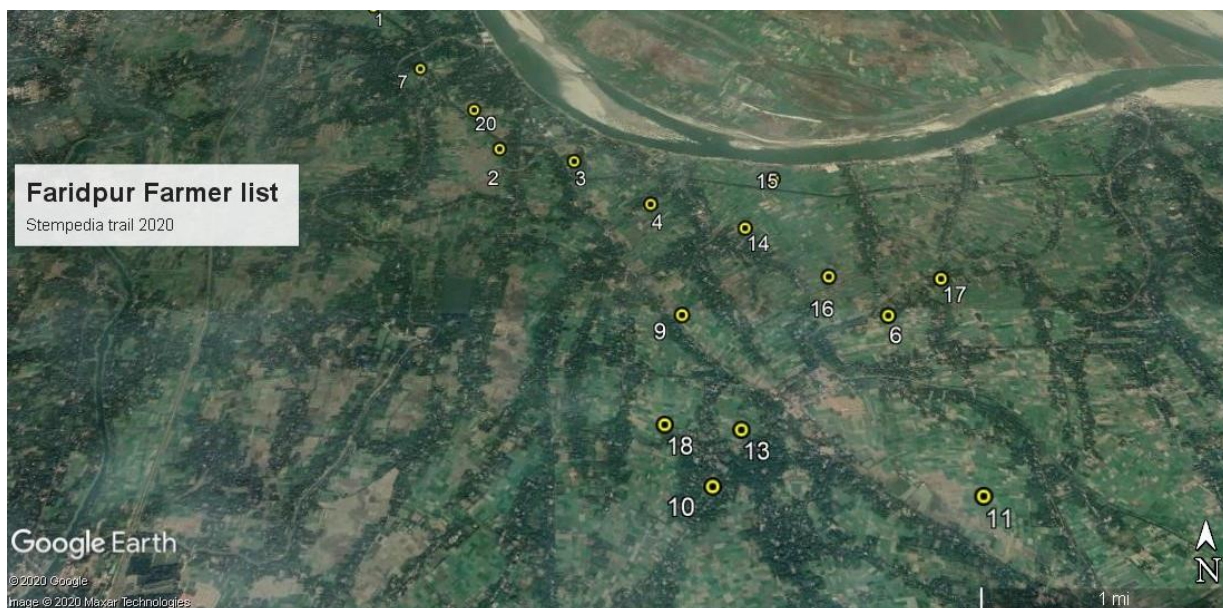 1
7
20
2
3
15
4
14
16
17
9
6
18
13
10
11
Faridpur Farmer list
Stempedia trail 2020
Google Earth
© 2020 Google
Image © 2020 Maxar Technologies
N
1 mi